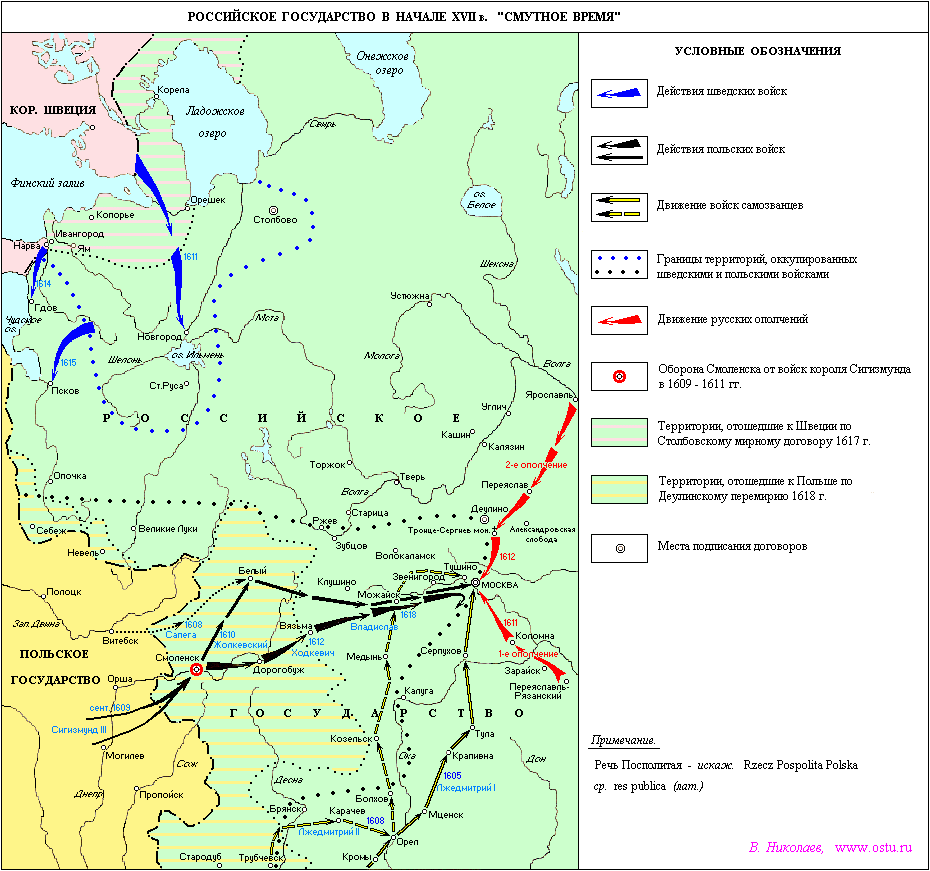 РОССИЙСКОЕ ГОСУДАРСТВО В НАЧАЛЕ XVII в. "СМУТНОЕ ВРЕМЯ"
УСЛОВНЫЕ ОБОЗНАЧЕНИЯ
Действия шведских войск
Действия польских войск
Движение войск самозванцев
Границы территорий, оккупированных
шведскими и польскими войсками
Движение русских ополчений
Оборона Смоленска от войск короля Сигизмунда
в 1609 - 1611 гг.
Территории, отошедшие к Швеции по
Столбовскому мирному договору 1617 г.
Территории, отошедшие к Польше по
Деулинскому перемирию 1618 г.
Места подписания договоров
Примечание.
Речь Посполитая - искаж. Rzecz Pospolita Polska
ср. res publica (лат.)
В. Николаев, www.ostu.ru
Онежское
озеро
Корела
КОР. ШВЕЦИЯ
Ладожское
озеро
Свирь
Финский залив
оз.
Белое
Орешек
Копорье
Столбово
Ивангород
Нарва
Ям
1611
Шексна
1614
Гдов
Чудское
оз.
Устюжна
Мста
Новгород
оз. Ильмень
Шелонь
1615
Молога
Волга
Псков
Ст.Руса
Ярославль
РОССИЙСКОЕ
Углич
Кашин
Калязин
Торжок
2-е ополчение
Опочка
Тверь
Переяслав
Волга
Старица
Деулино
Себеж
Великие Луки
Ржев
Троице-Сергиев мон.
Александровская
слобода
Зубцов
Невель
Волоколамск
1612
Белый
Клушино
Звенигород
Тушино
МОСКВА
Полоцк
Можайск
Зап.Двина
1608
Сапега
1610
Жолкевский
Вязьма
1618
Владислав
1611
Витебск
1612
Ходкевич
Коломна
ПОЛЬСКОЕ
ГОСУДАРСТВО
Смоленск
Дорогобуж
Медынь
Серпухов
1-е ополчение
Зарайск
Орша
Переяславль-
Рязанский
сент. 1609
Калуга
Сигизмунд III
ГОСУДАРСТВО
Козельск
Тула
Могилев
Ока
Крапивна
Дон
Сож
Десна
1605
Лжедмитрий I
Днепр
Пропойск
Болхов
Брянск
Карачев
1608
Мценск
Лжедмитрий II
Орел
Стародуб
Трубчевск
Кромы